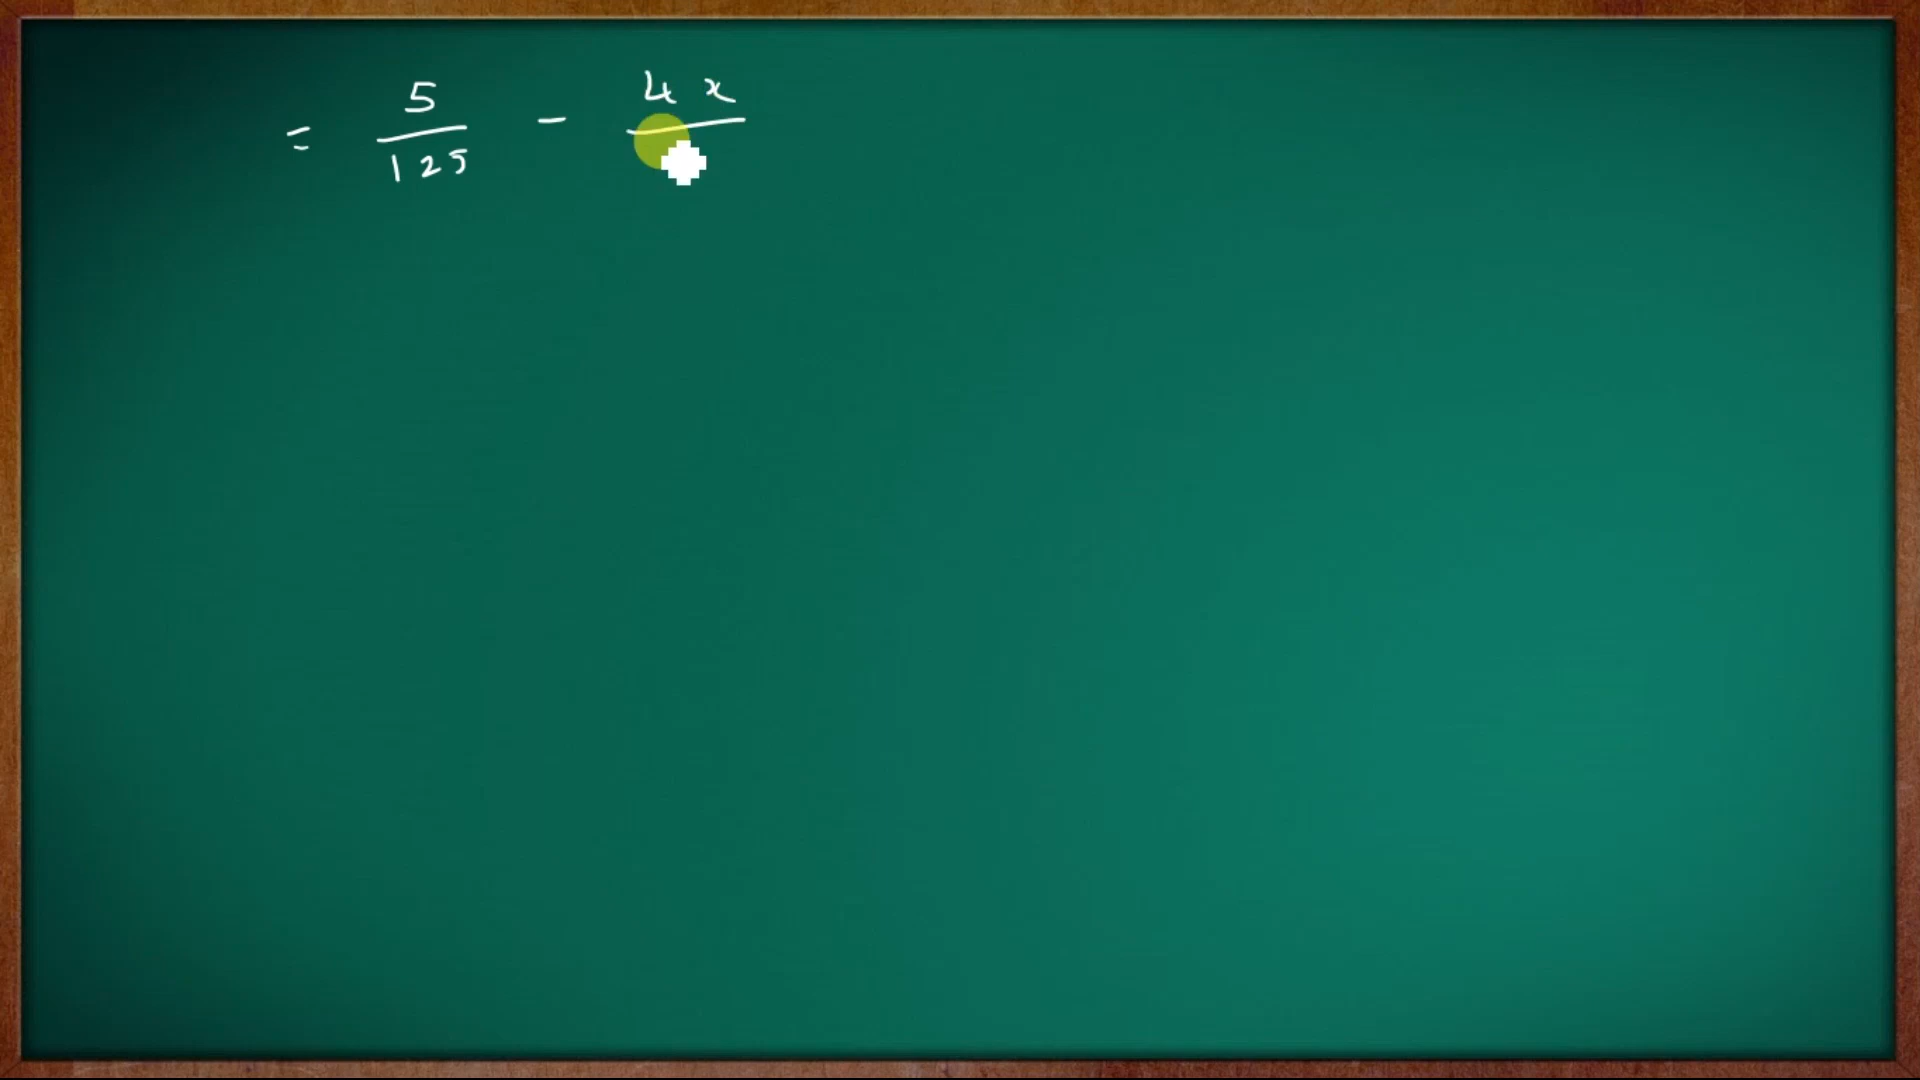 = 5/125 - 4x/